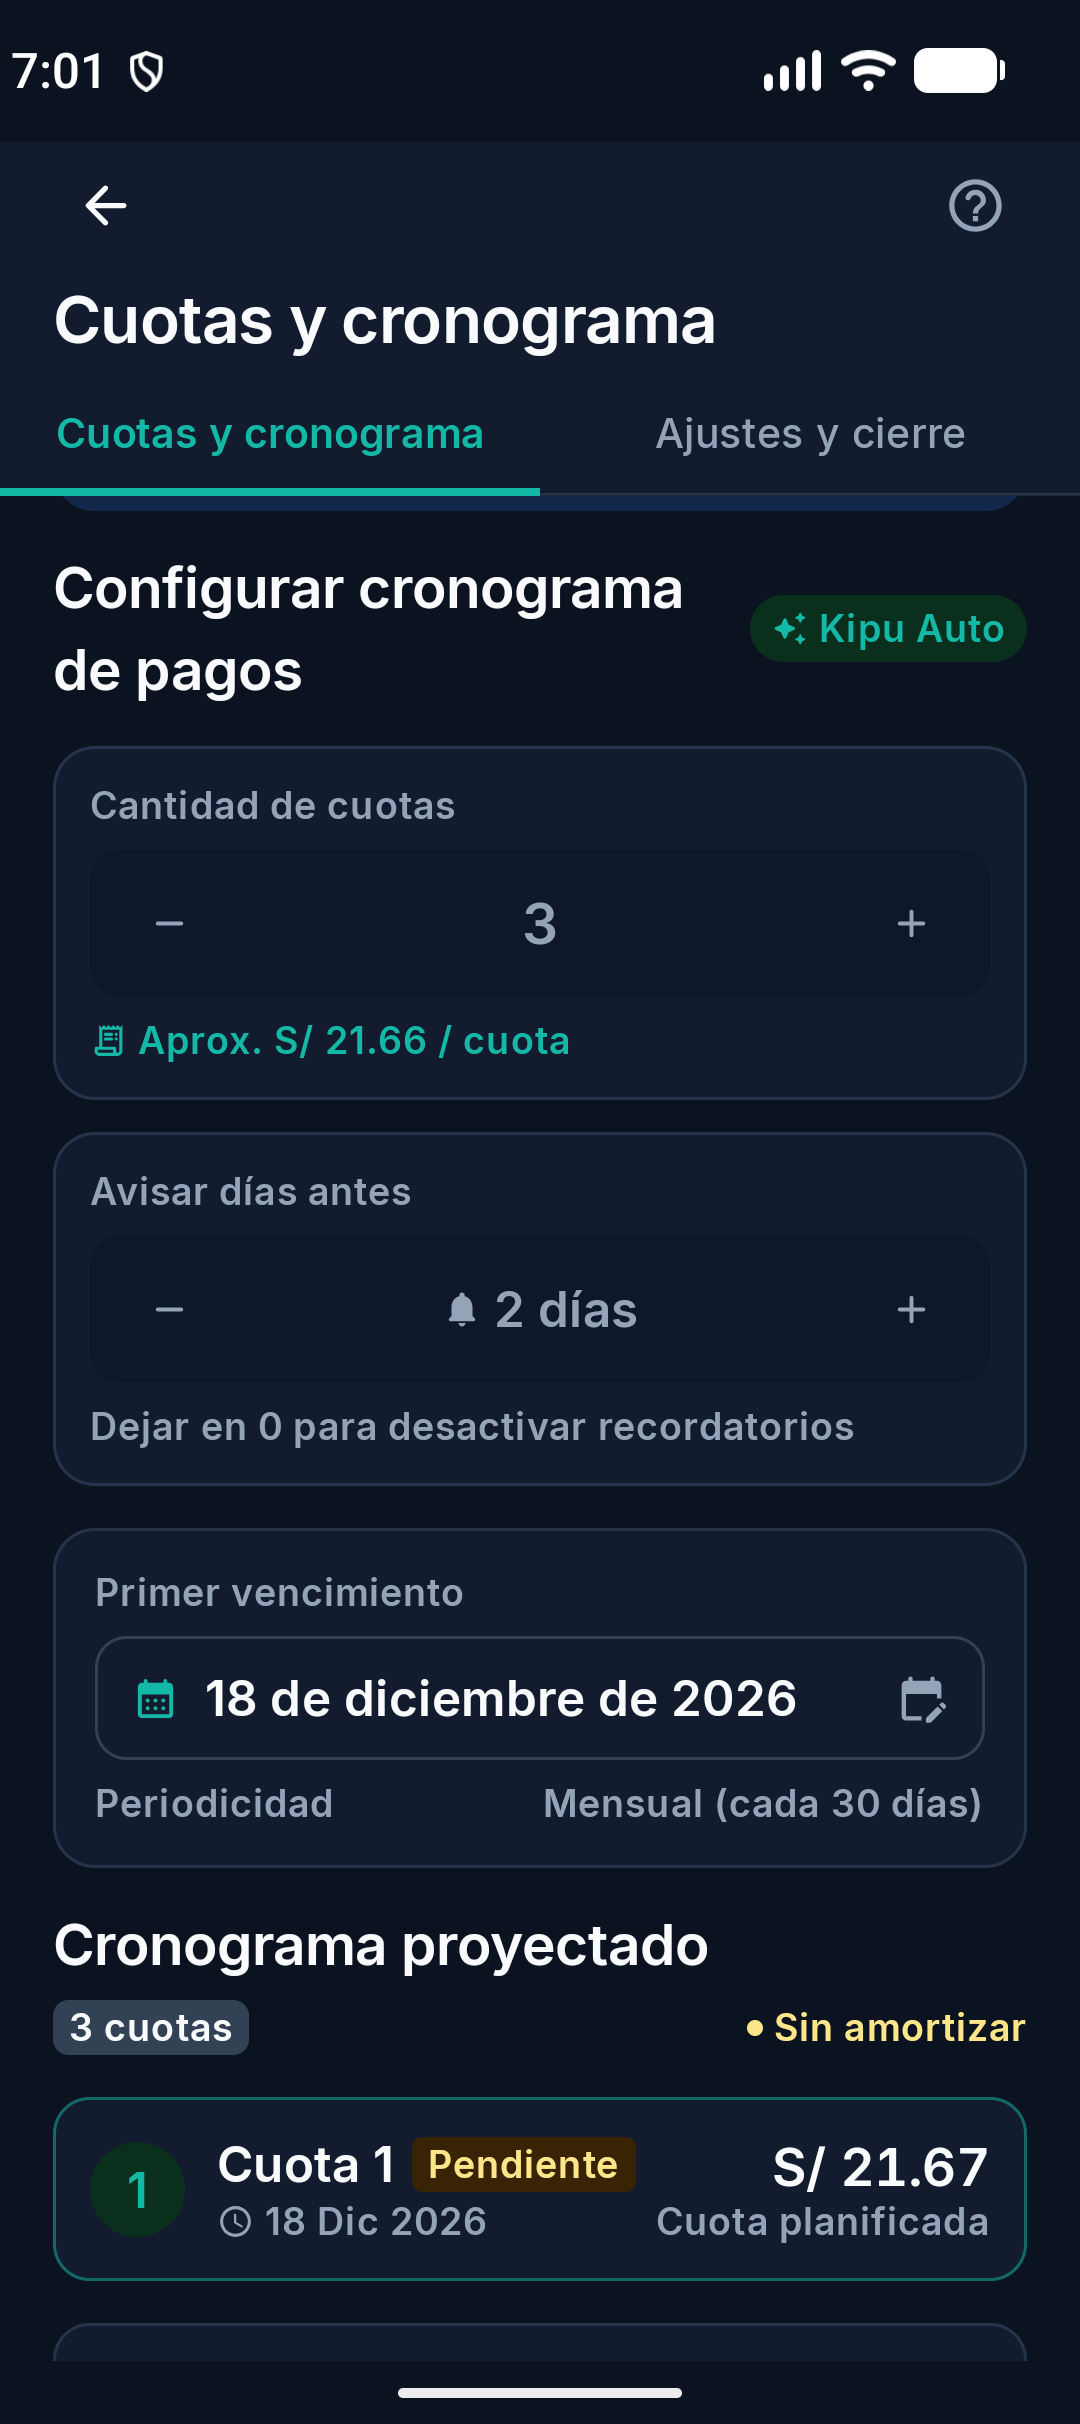 7:01
Cuotas y cronograma
Cuotas y cronograma
Ajustes y cierre
Configurar cronograma
de pagos
Kipu Auto
Cantidad de cuotas
− 3 +
Aprox. S/ 21.66 / cuota
Avisar días antes
− 2 días +
Dejar en 0 para desactivar recordatorios
Primer vencimiento
18 de diciembre de 2026
Periodicidad
Mensual (cada 30 días)
Cronograma proyectado
3 cuotas
Sin amortizar
1
Cuota 1 Pendiente
S/ 21.67
18 Dic 2026
Cuota planificada